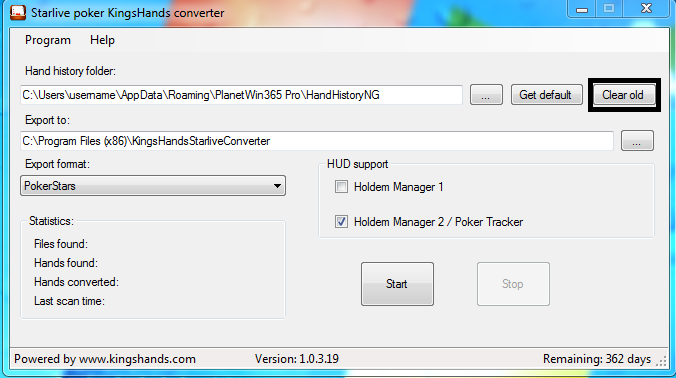 Starlive poker KingsHands converter
Program Help
Hand history folder:
C:\Users\username\AppData\Roaming\PlanetWin365 Pro\HandHistoryNG ... Get default Clear old
Export to:
C:\Program Files (x86)\KingsHandsStarliveConverter ...
Export format:
PokerStars
HUD support
Holdem Manager 1
Holdem Manager 2 / Poker Tracker
Statistics:
Files found:
Hands found:
Hands converted:
Last scan time:
Start Stop
Powered by www.kingshands.com Version: 1.0.3.19 Remaining: 362 days